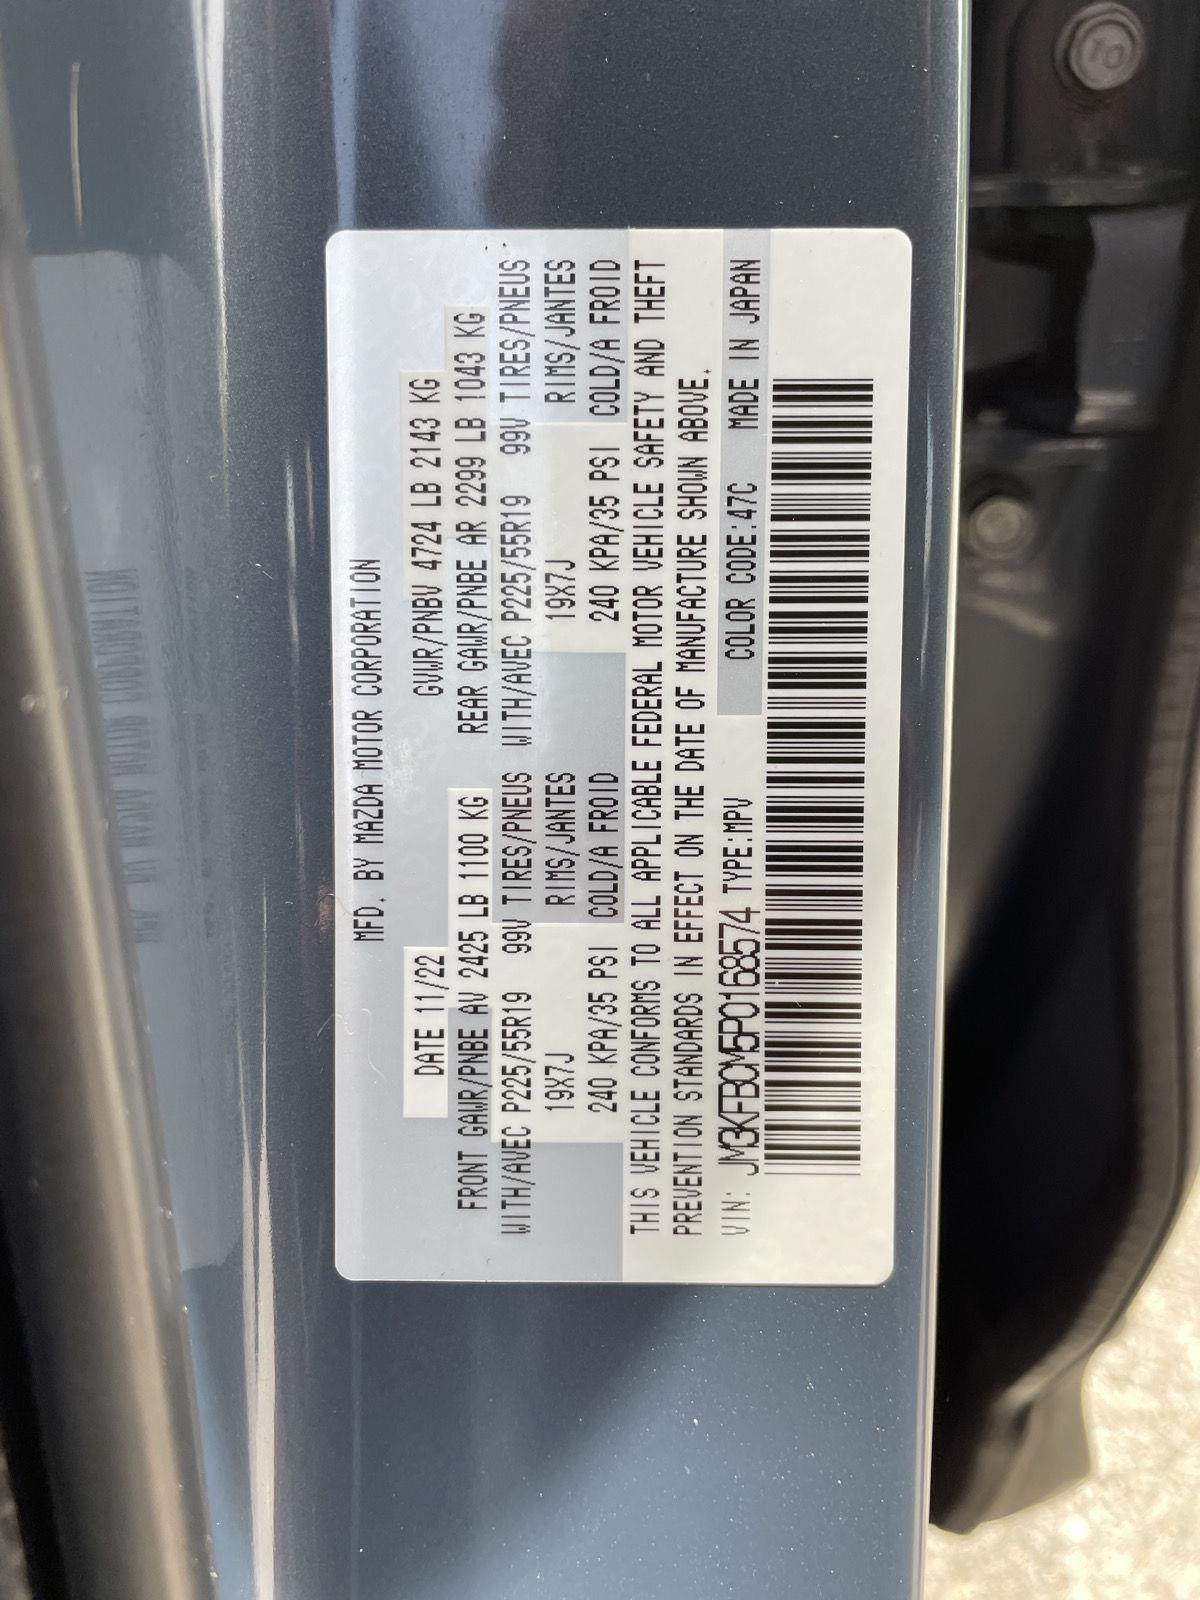 MFD. BY MAZDA MOTOR CORPORATION
DATE 11/22 GVWR/PNBV 4724 LB 2143 KG
FRONT GAWR/PNBE AV 2425 LB 1100 KG REAR GAWR/PNBE AR 2299 LB 1043 KG
WITH/AVEC P225/55R19 99V TIRES/PNEUS WITH/AVEC P225/55R19 99V TIRES/PNEUS
19X7J RIMS/JANTES 19X7J RIMS/JANTES
240 KPA/35 PSI COLD/A FROID 240 KPA/35 PSI COLD/A FROID
THIS VEHICLE CONFORMS TO ALL APPLICABLE FEDERAL MOTOR VEHICLE SAFETY AND THEFT
PREVENTION STANDARDS IN EFFECT ON THE DATE OF MANUFACTURE SHOWN ABOVE.
VIN: JM3KFBCM5P0168574 TYPE:MPV COLOR CODE:47C MADE IN JAPAN
10